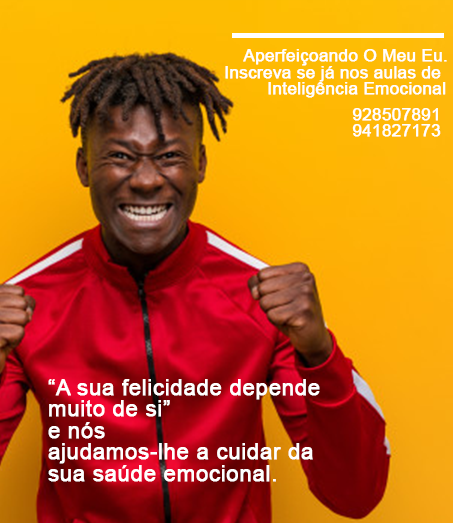 Aperfeiçoando O Meu Eu.
Inscreva se já nos aulas de
Inteligência Emocional
928507891
941827173
“A sua felicidade depende
muito de si”
e nós
ajudamos-lhe a cuidar da
sua saúde emocional.